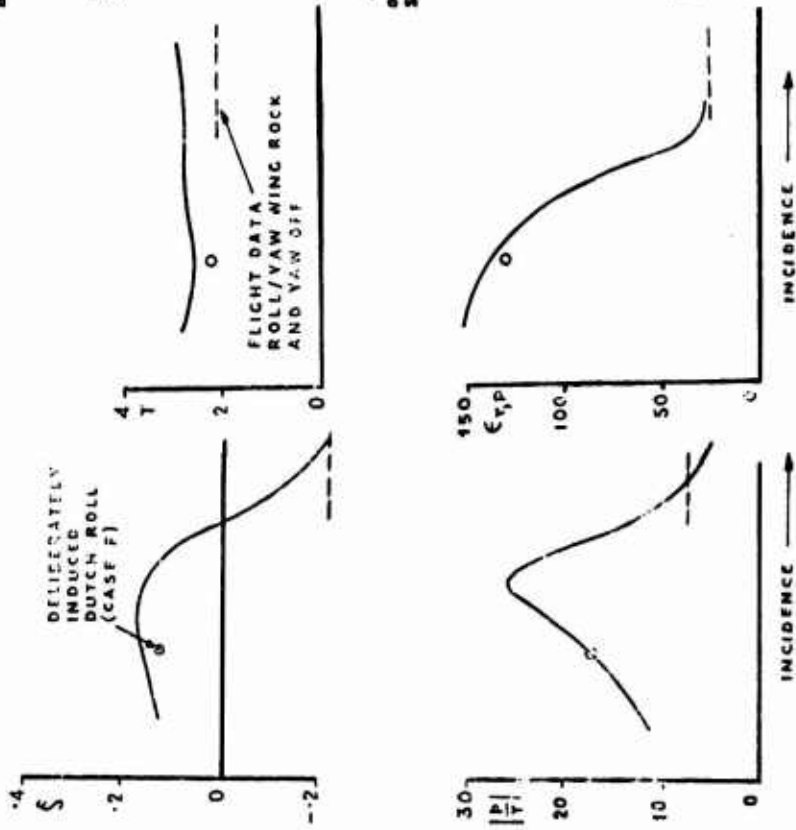 DELIBERATELY
INDUCED
DUTCH ROLL
(CASE F)
.4
.2
0
-.2
4
T
2
0
FLIGHT DATA
ROLL/YAW WING ROCK
AND YAW OFF
30
20
10
0
INCIDENCE
150
100
50
INCIDENCE